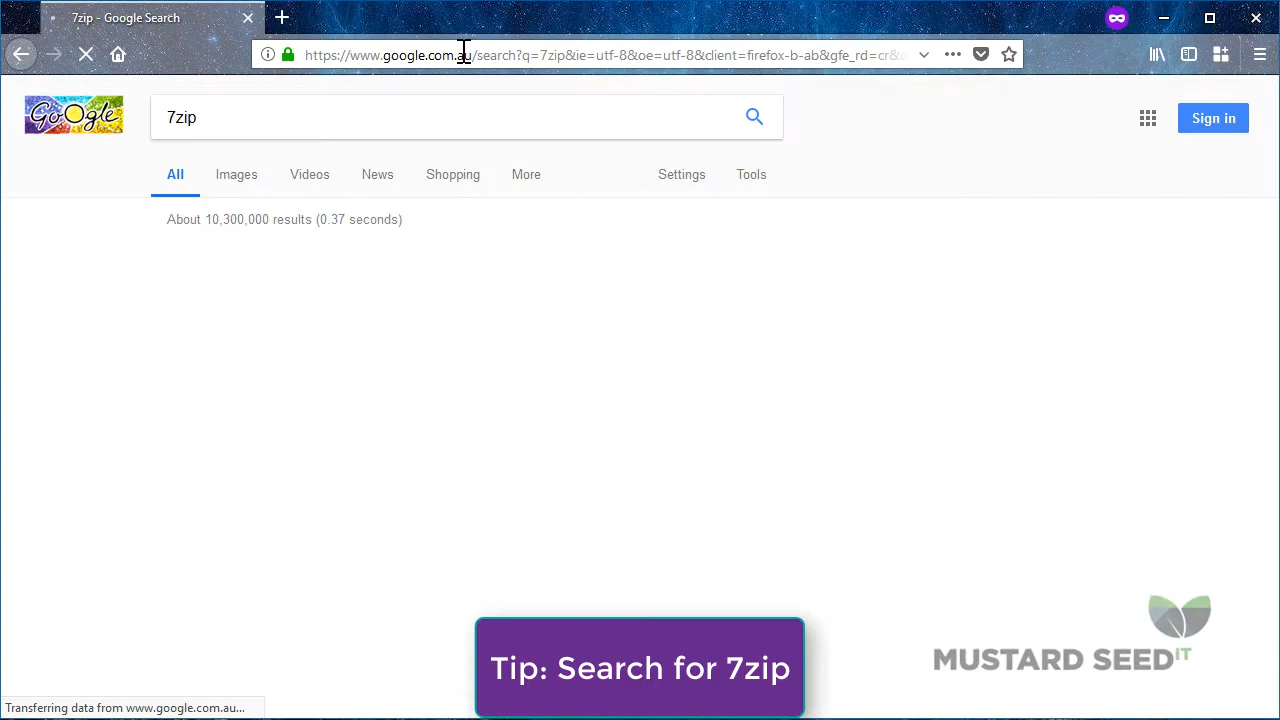 7zip - Google Search
https://www.google.com.au/search?q=7zip&ie=utf-8&oe=utf-8&client=firefox-b-ab&gfe_rd=cr&
Google
7zip
Sign in
All Images Videos News Shopping More Settings Tools
About 10,300,000 results (0.37 seconds)
MUSTARD SEED IT
Tip: Search for 7zip
Transferring data from www.google.com.au...